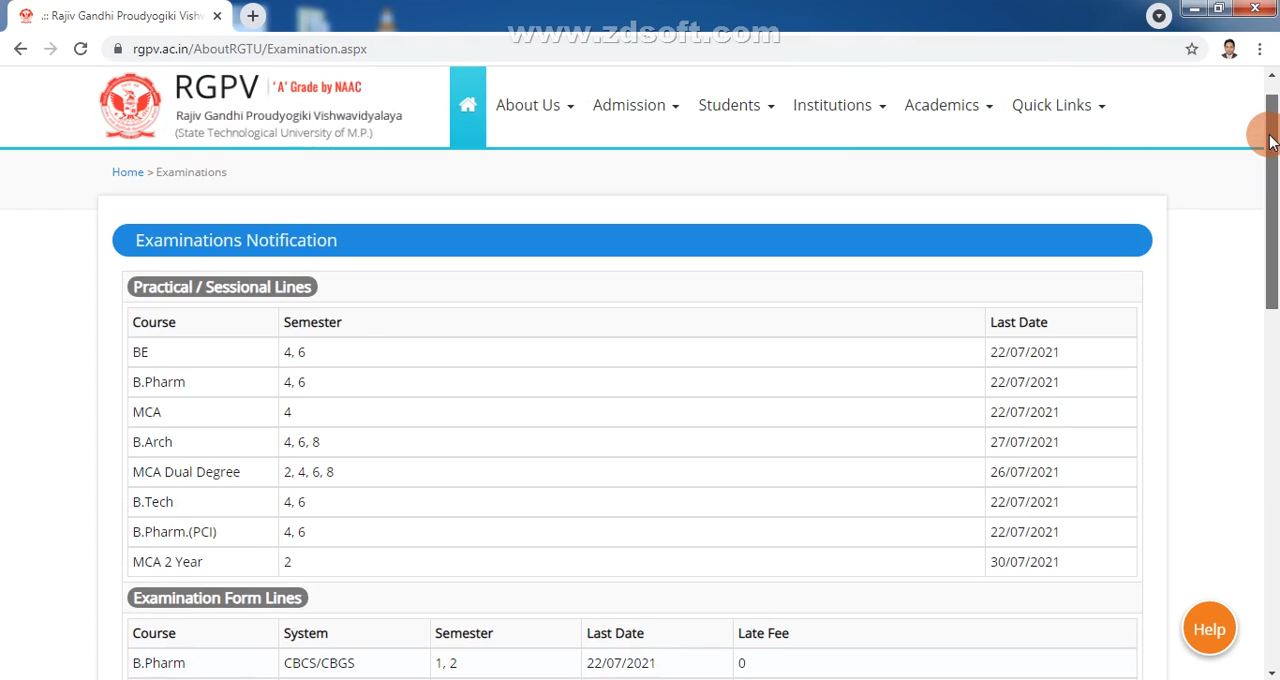 .:: Rajiv Gandhi Proudyogiki Vishw
www.zdsoft.com
rgpv.ac.in/AboutRGTU/Examination.aspx
RGPV 'A' Grade by NAAC
Rajiv Gandhi Proudyogiki Vishwavidyalaya
(State Technological University of M.P.)
About Us Admission Students Institutions Academics Quick Links
Home > Examinations
Examinations Notification
Practical / Sessional Lines
Course Semester Last Date
BE 4, 6 22/07/2021
B.Pharm 4, 6 22/07/2021
MCA 4 22/07/2021
B.Arch 4, 6, 8 27/07/2021
MCA Dual Degree 2, 4, 6, 8 26/07/2021
B.Tech 4, 6 22/07/2021
B.Pharm.(PCI) 4, 6 22/07/2021
MCA 2 Year 2 30/07/2021
Examination Form Lines
Course System Semester Last Date Late Fee
B.Pharm CBCS/CBGS 1, 2 22/07/2021 0
Help